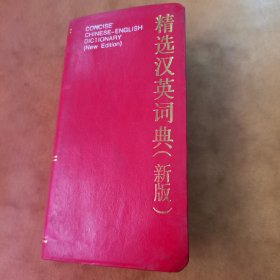 CONCISE
CHINESE-ENGLISH
DICTIONARY
(New Edition)
精选汉英词典(新版)